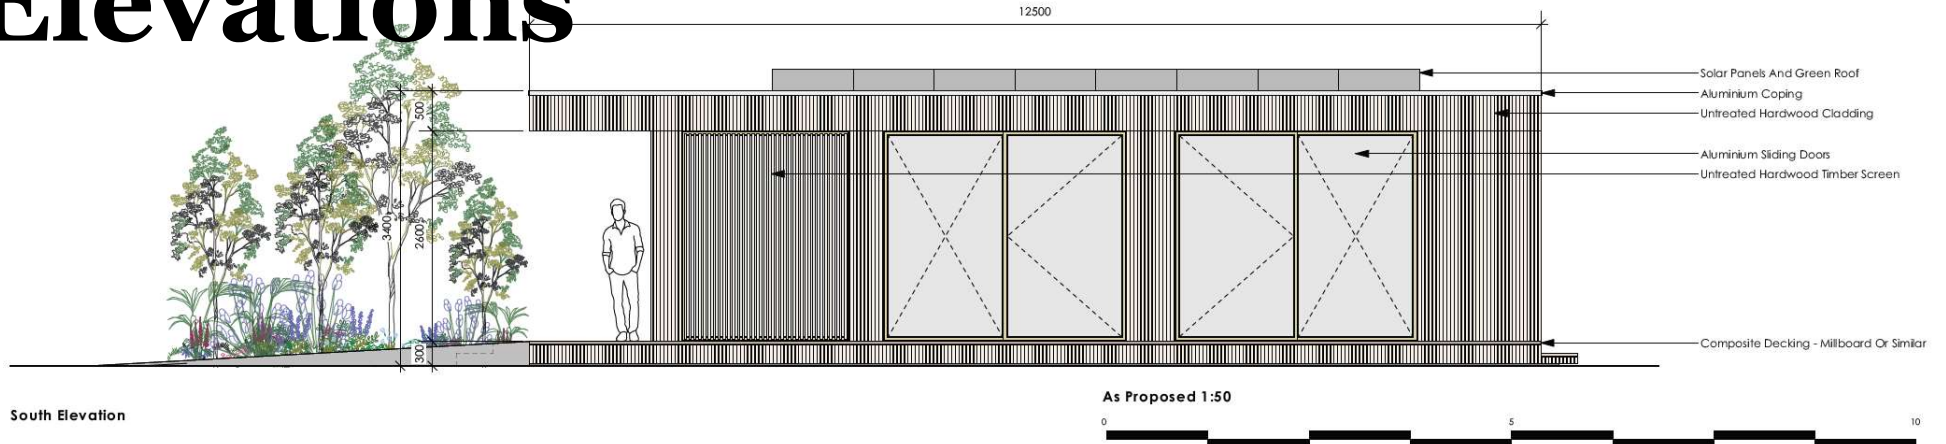 Elevations
12500
Solar Panels And Green Roof
Aluminium Coping
Untreated Hardwood Cladding
500
Aluminium Sliding Doors
Untreated Hardwood Timber Screen
3400
2600
300
Composite Decking - Millboard Or Similar
South Elevation
As Proposed 1:50
0 5 10